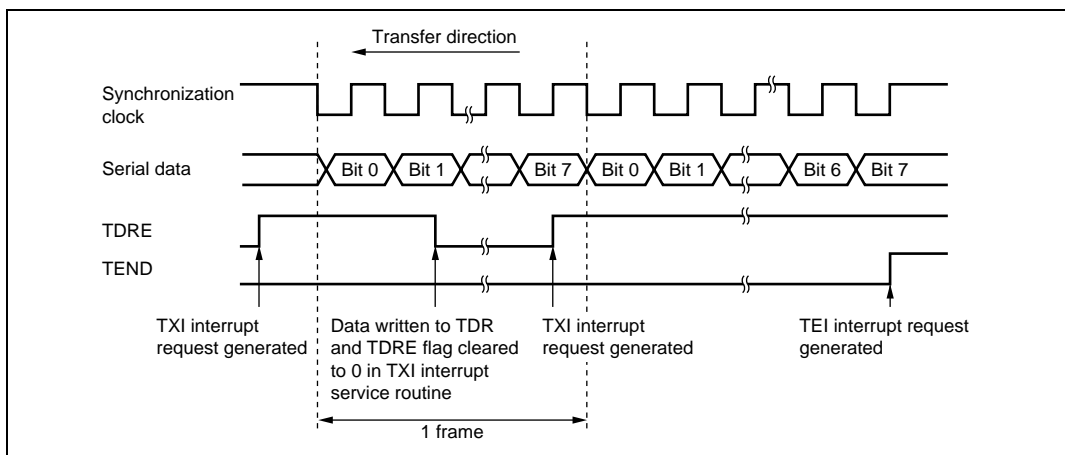 Transfer direction
Synchronization
clock
Serial data
Bit 0
Bit 1
Bit 7
Bit 0
Bit 1
Bit 6
Bit 7
TDRE
TEND
TXI interrupt
request generated
Data written to TDR
and TDRE flag cleared
to 0 in TXI interrupt
service routine
TXI interrupt
request generated
TEI interrupt request
generated
1 frame